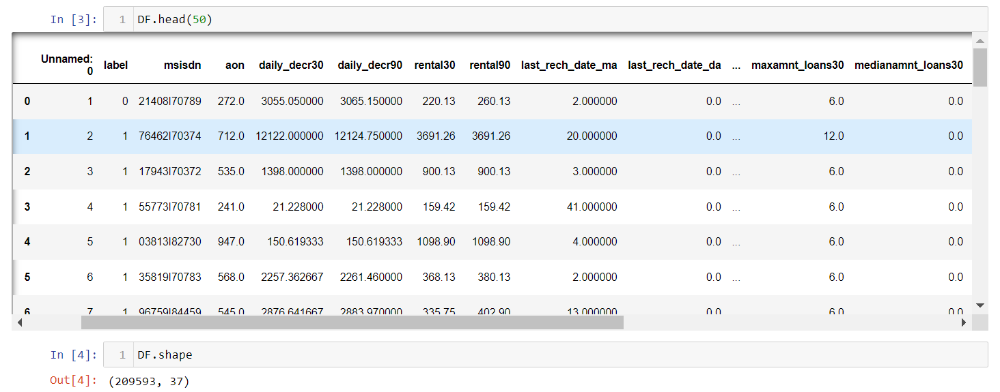 In [3]: 1 DF.head(50)
Unnamed: 0 label msisdn aon daily_decr30 daily_decr90 rental30 rental90 last_rech_date_ma last_rech_date_da ... maxamnt_loans30 medianamnt_loans30
0 1 0 21408I70789 272.0 3055.050000 3065.150000 220.13 260.13 2.000000 0.0 ... 6.0 0.0
1 2 1 76462I70374 712.0 12122.000000 12124.750000 3691.26 3691.26 20.000000 0.0 ... 12.0 0.0
2 3 1 17943I70372 535.0 1398.000000 1398.000000 900.13 900.13 3.000000 0.0 ... 6.0 0.0
3 4 1 55773I70781 241.0 21.228000 21.228000 159.42 159.42 41.000000 0.0 ... 6.0 0.0
4 5 1 03813I82730 947.0 150.619333 150.619333 1098.90 1098.90 4.000000 0.0 ... 6.0 0.0
5 6 1 35819I70783 568.0 2257.362667 2261.460000 368.13 380.13 2.000000 0.0 ... 6.0 0.0
6 7 1 96759I84459 545.0 2876.641667 2883.970000 335.75 402.90 13.000000 0.0 ... 6.0 0.0
In [4]: 1 DF.shape
Out[4]: (209593, 37)